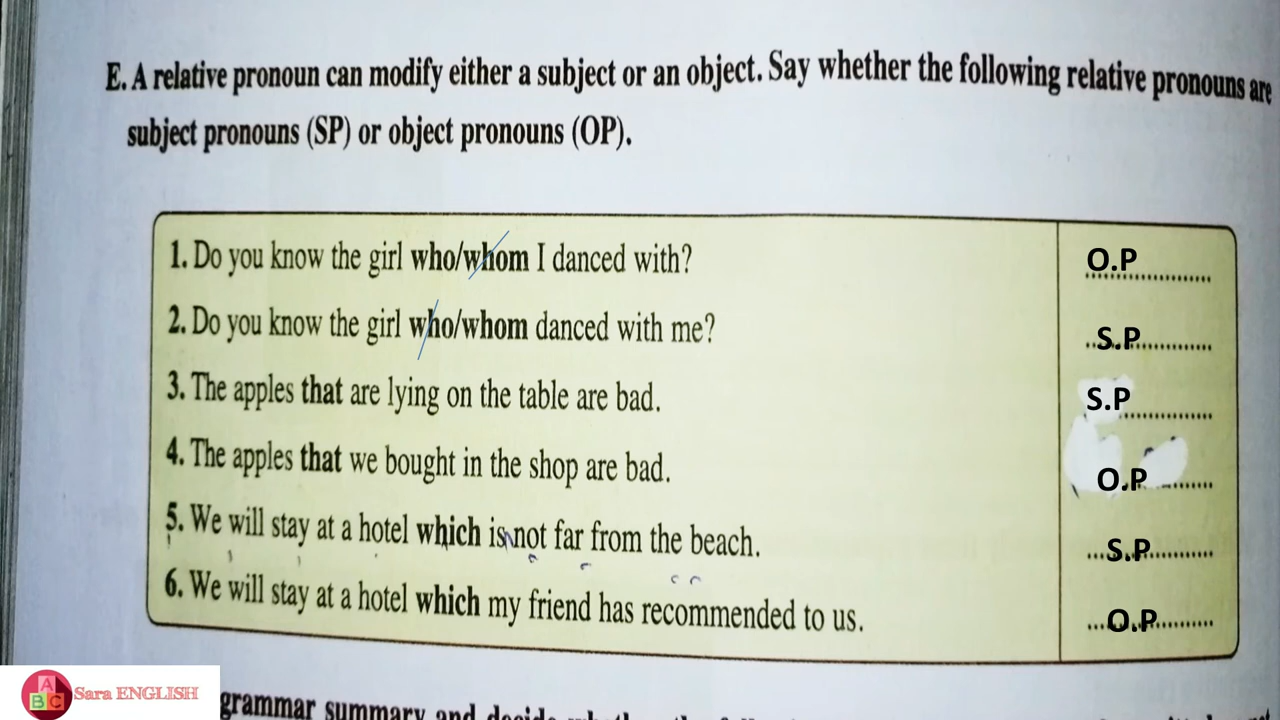 E. A relative pronoun can modify either a subject or an object. Say whether the following relative pronouns are
subject pronouns (SP) or object pronouns (OP).
1. Do you know the girl who/whom I danced with? O.P
2. Do you know the girl who/whom danced with me? S.P
3. The apples that are lying on the table are bad. S.P
4. The apples that we bought in the shop are bad. O.P
5. We will stay at a hotel which is not far from the beach. S.P
6. We will stay at a hotel which my friend has recommended to us. O.P
ABC Sara ENGLISH
grammar summary and decide